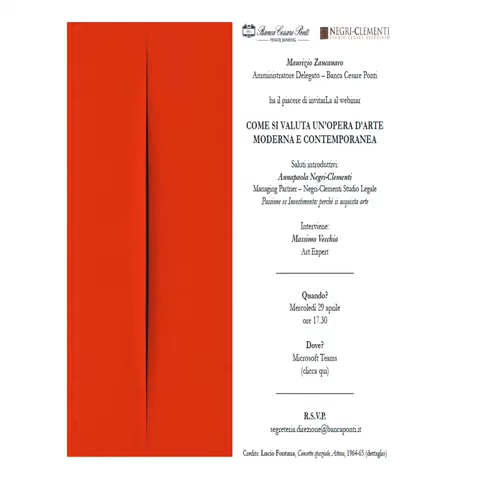 Banca Cesare Ponti
PRIVATE BANKING
NEGRI-CLEMENTI
STUDIO LEGALE ASSOCIATO
Maurizio Zancanaro
Amministratore Delegato – Banca Cesare Ponti
ha il piacere di invitarLa al webinar
COME SI VALUTA UN'OPERA D'ARTE
MODERNA E CONTEMPORANEA
Saluti introduttivi:
Annapaola Negri-Clementi
Managing Partner – Negri-Clementi Studio Legale
Passione vs Investimento: perché si acquista arte
Interviene:
Massimo Vecchia
Art Expert
Quando?
Mercoledì 29 aprile
ore 17.30
Dove?
Microsoft Teams
(clicca qui)
R.S.V.P.
segreteria.direzione@bancaponti.it
Credits: Lucio Fontana, Concetto spaziale, Attesa, 1964-65 (dettaglio)